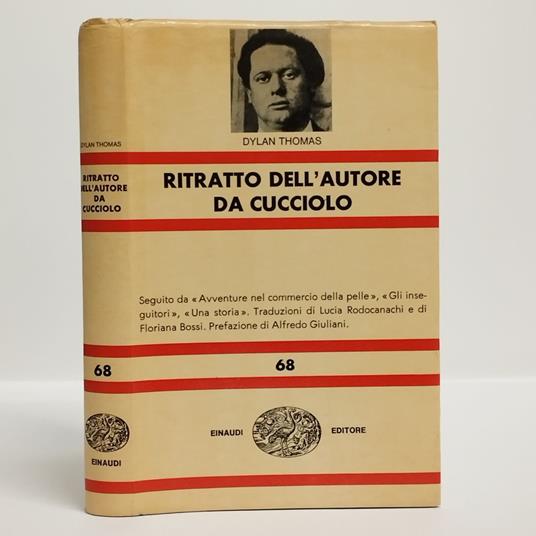 DYLAN THOMAS
RITRATTO
DELL'AUTORE
DA
CUCCIOLO
68
EINAUDI
DYLAN THOMAS
RITRATTO DELL'AUTORE
DA CUCCIOLO
Seguito da «Avventure nel commercio della pelle», «Gli inse-
guitori», «Una storia». Traduzioni di Lucia Rodocanachi e di
Floriana Bossi. Prefazione di Alfredo Giuliani.
68
EINAUDI EDITORE